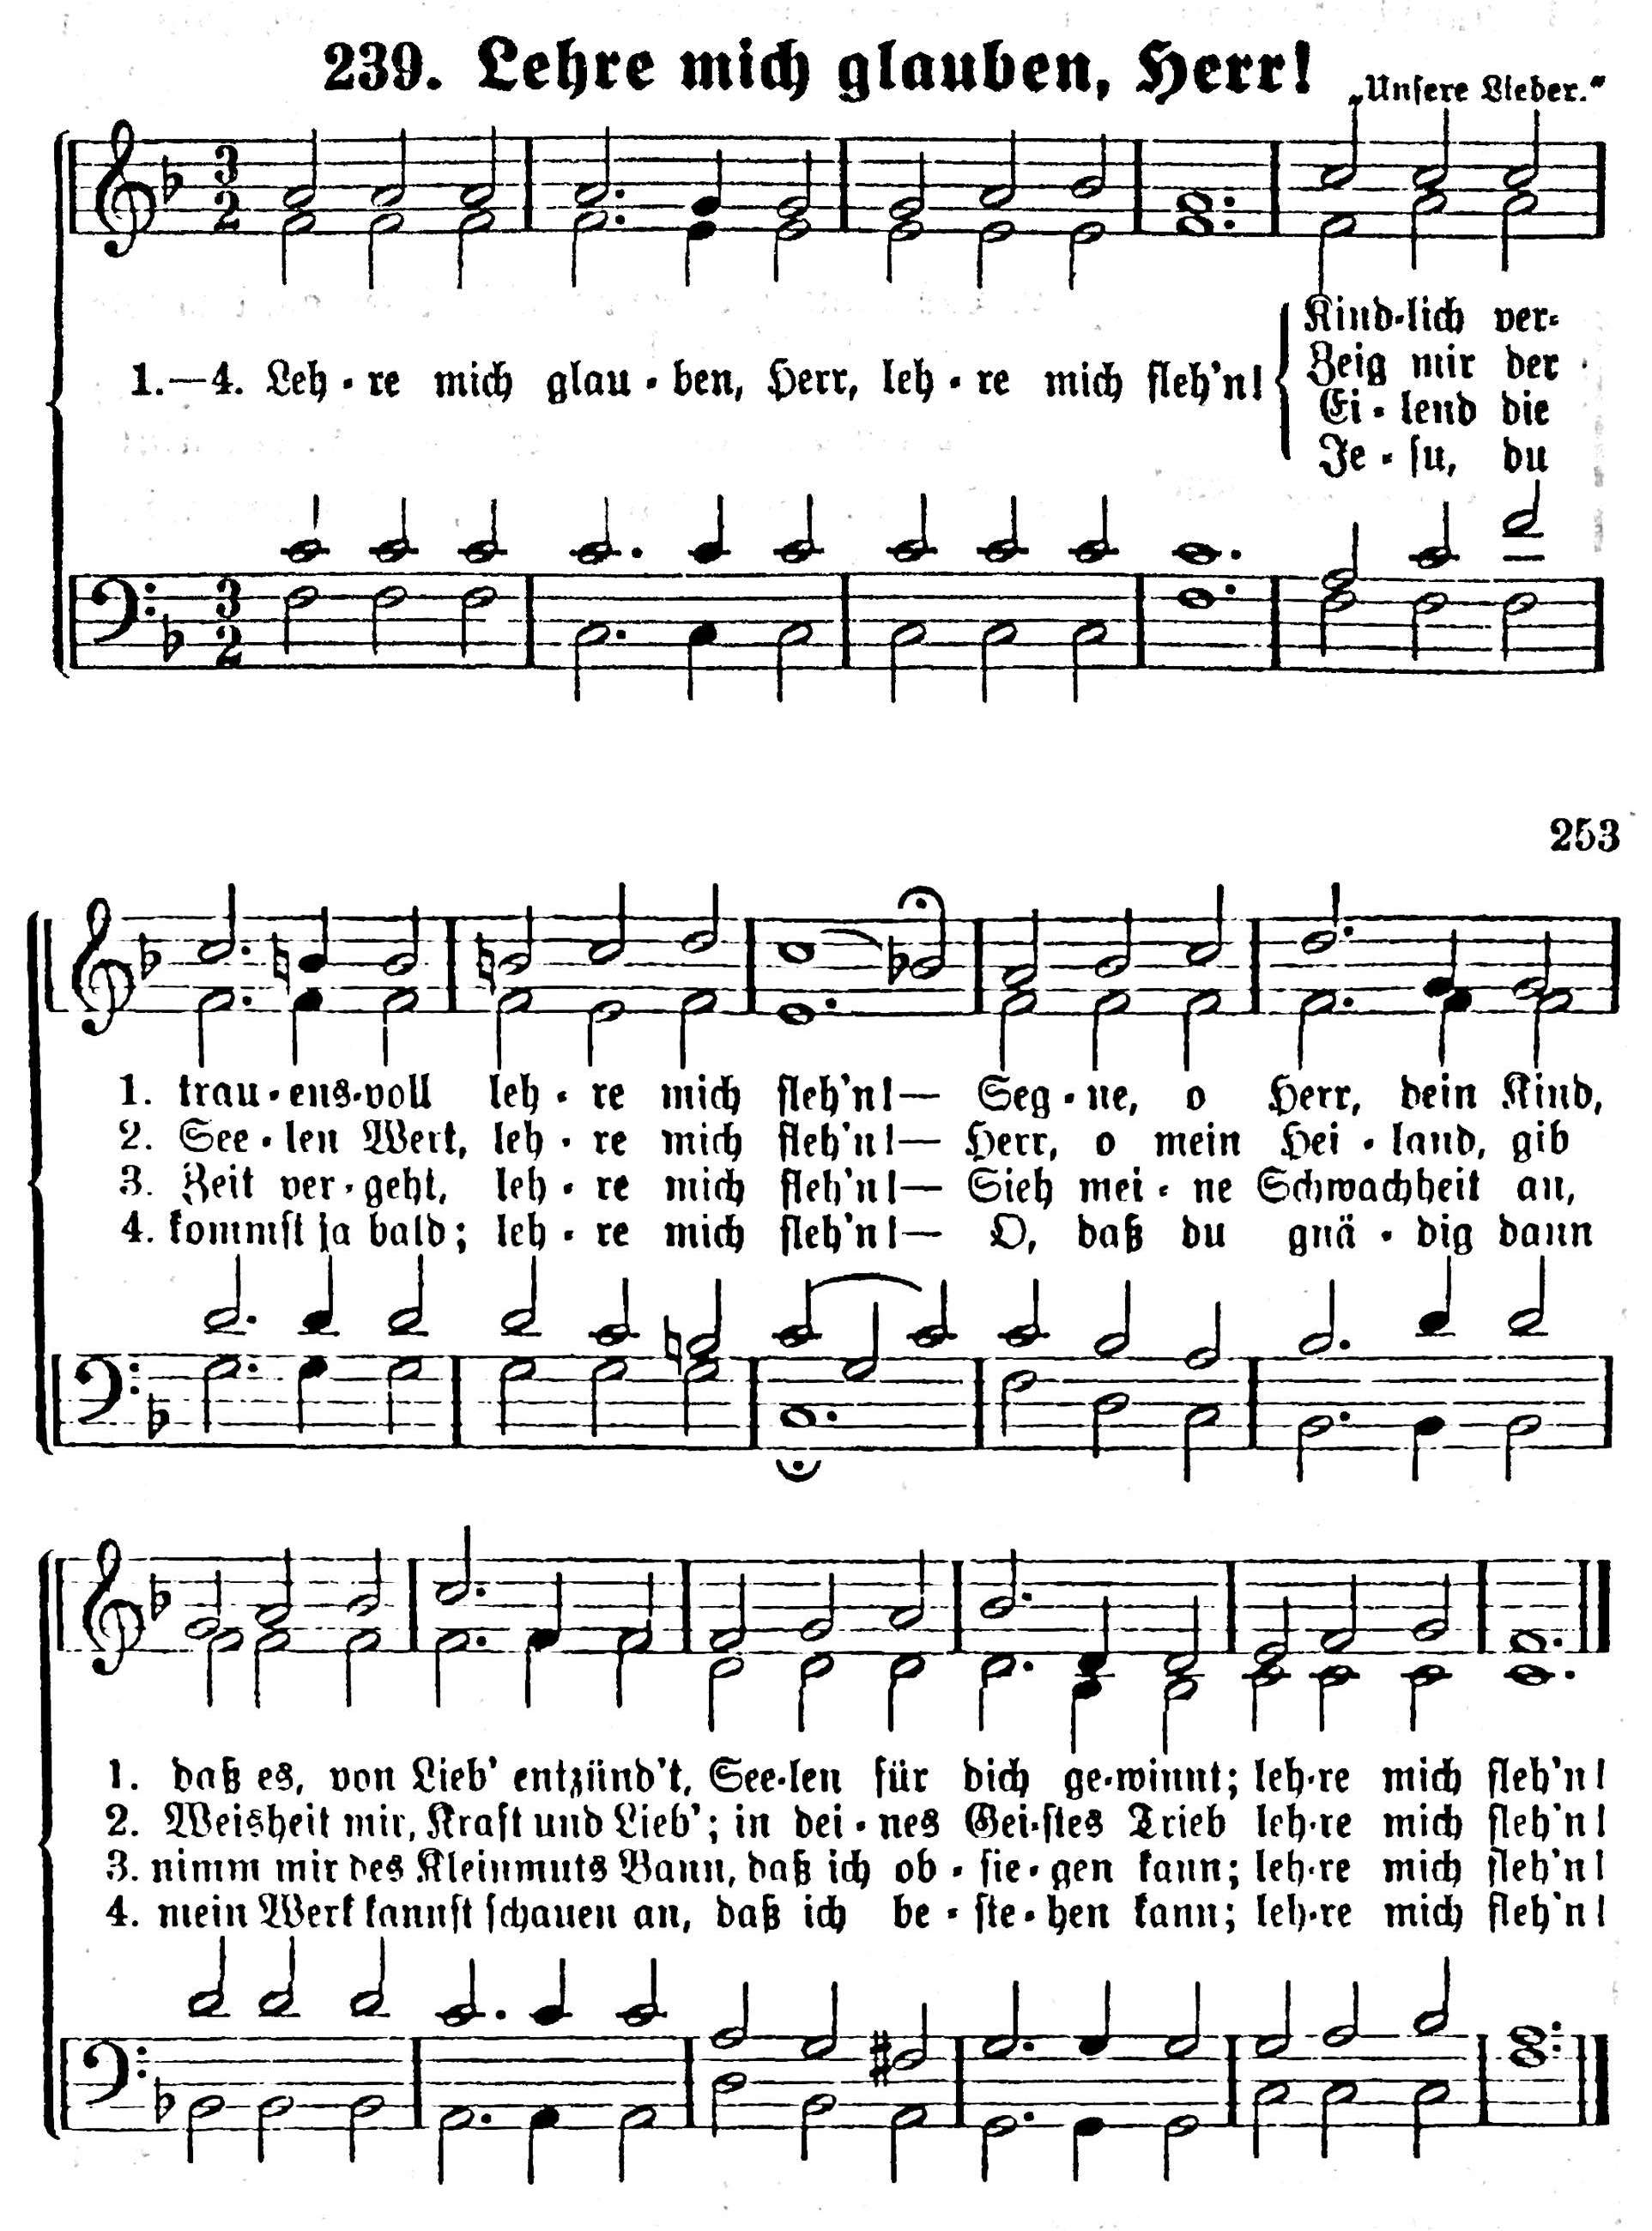 239. Lehre mich glauben, Herr!
„Unsere Lieder.“
Kind-lich ver-
Zeig mir der
1.—4. Leh-re mich glau-ben, Herr, leh-re mich fleh'n!
Ei-lend die
Je-su, du
253
1. trau-ens-voll leh-re mich fleh'n!— Seg-ne, o Herr, dein Kind,
2. See-len Wert, leh-re mich fleh'n!— Herr, o mein Hei-land, gib
3. Zeit ver-geht, leh-re mich fleh'n!— Sieh mei-ne Schwachheit an,
4. kommst ja bald; leh-re mich fleh'n!— O, daß du gnä-dig dann
1. daß es, von Lieb' entzünd't, See-len für dich ge-winnt; leh-re mich fleh'n!
2. Weisheit mir, Kraft und Lieb'; in dei-nes Gei-stes Trieb leh-re mich fleh'n!
3. nimm mir des Kleinmuts Bann, daß ich ob-sie-gen kann; leh-re mich fleh'n!
4. mein Werk kannst schauen an, daß ich be-ste-hen kann; leh-re mich fleh'n!